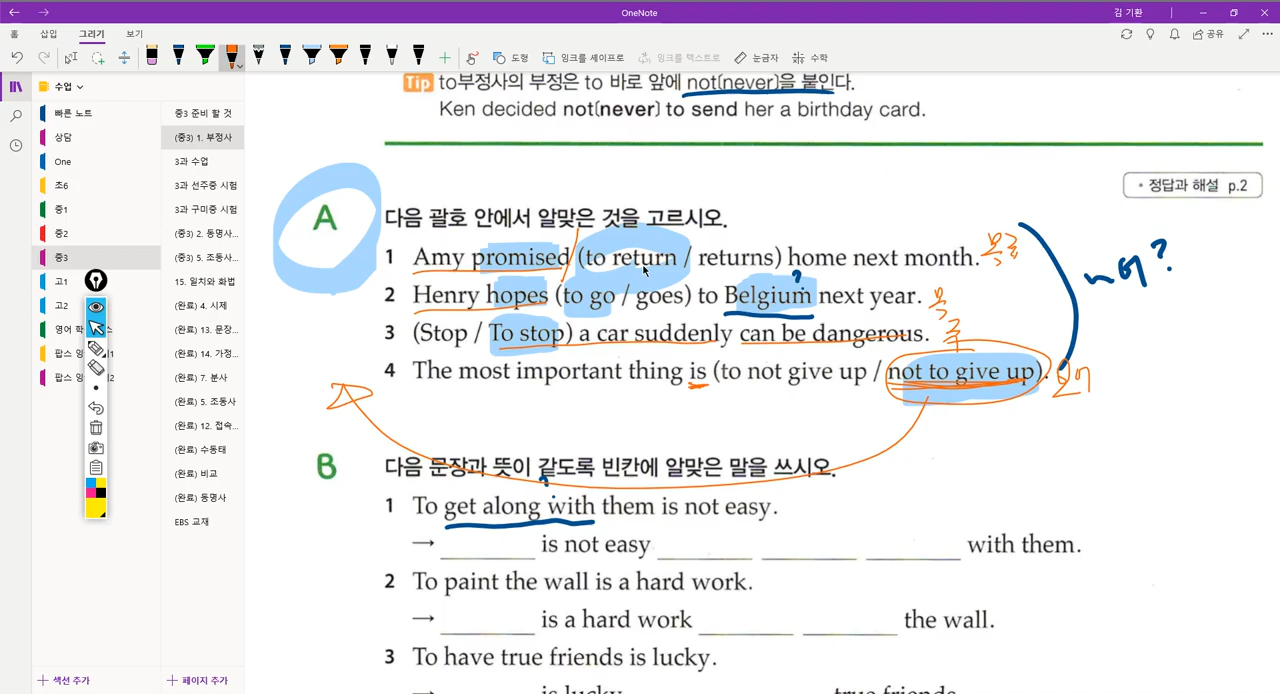 OneNote
김 기환
홈 삽입 그리기 보기
공유
도형 잉크를 셰이프로 잉크를 텍스트로 눈금자 수학
수업
빠른 노트
상담
One
초6
중1
중2
중3
고1
고2
영어 학
팝스 잉 1
팝스 잉 2
섹션 추가
중3 준비 할 것
(중3) 1. 부정사
3과 수업
3과 선주중 시험
3과 구미중 시험
(중3) 2. 동명사...
(중3) 5. 조동사...
15. 일치와 화법
(완료) 4. 시제
(완료) 13. 문장...
(완료) 14. 가정...
(완료) 7. 분사
(완료) 5. 조동사
(완료) 12. 접속...
(완료) 수동태
(완료) 비교
(완료) 동명사
EBS 교재
페이지 추가
Tip to부정사의 부정은 to 바로 앞에 not(never)을 붙인다.
Ken decided not(never) to send her a birthday card.
• 정답과 해설 p.2
A 다음 괄호 안에서 알맞은 것을 고르시오.
1 Amy promised (to return / returns) home next month.
2 Henry hopes (to go / goes) to Belgium next year.
3 (Stop / To stop) a car suddenly can be dangerous.
4 The most important thing is (to not give up / not to give up).
B 다음 문장과 뜻이 같도록 빈칸에 알맞은 말을 쓰시오.
1 To get along with them is not easy.
→ ________ is not easy ________ ________ ________ with them.
2 To paint the wall is a hard work.
→ ________ is a hard work ________ ________ the wall.
3 To have true friends is lucky.
→ ________ is lucky ________ ________ true friends.